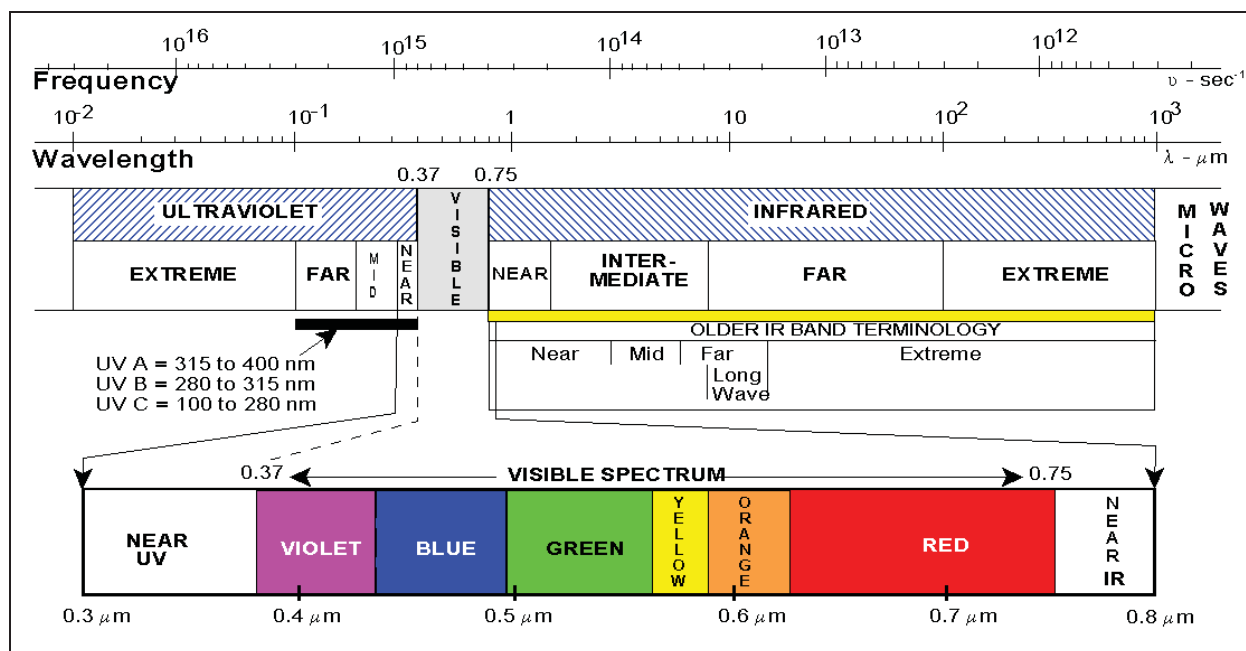 10^16 10^15 10^14 10^13 10^12
Frequency υ - sec^-1
10^-2 10^-1 1 10 10^2 10^3
Wavelength λ - μm
0.37 0.75
ULTRAVIOLET VISIBLE INFRARED MICRO WAVES
EXTREME FAR MID NEAR NEAR INTER-
MEDIATE FAR EXTREME
OLDER IR BAND TERMINOLOGY
Near Mid Far Extreme
Long
Wave
UV A = 315 to 400 nm
UV B = 280 to 315 nm
UV C = 100 to 280 nm
0.37 VISIBLE SPECTRUM 0.75
NEAR
UV VIOLET BLUE GREEN YELLOW ORANGE RED NEAR IR
0.3 μm 0.4 μm 0.5 μm 0.6 μm 0.7 μm 0.8 μm